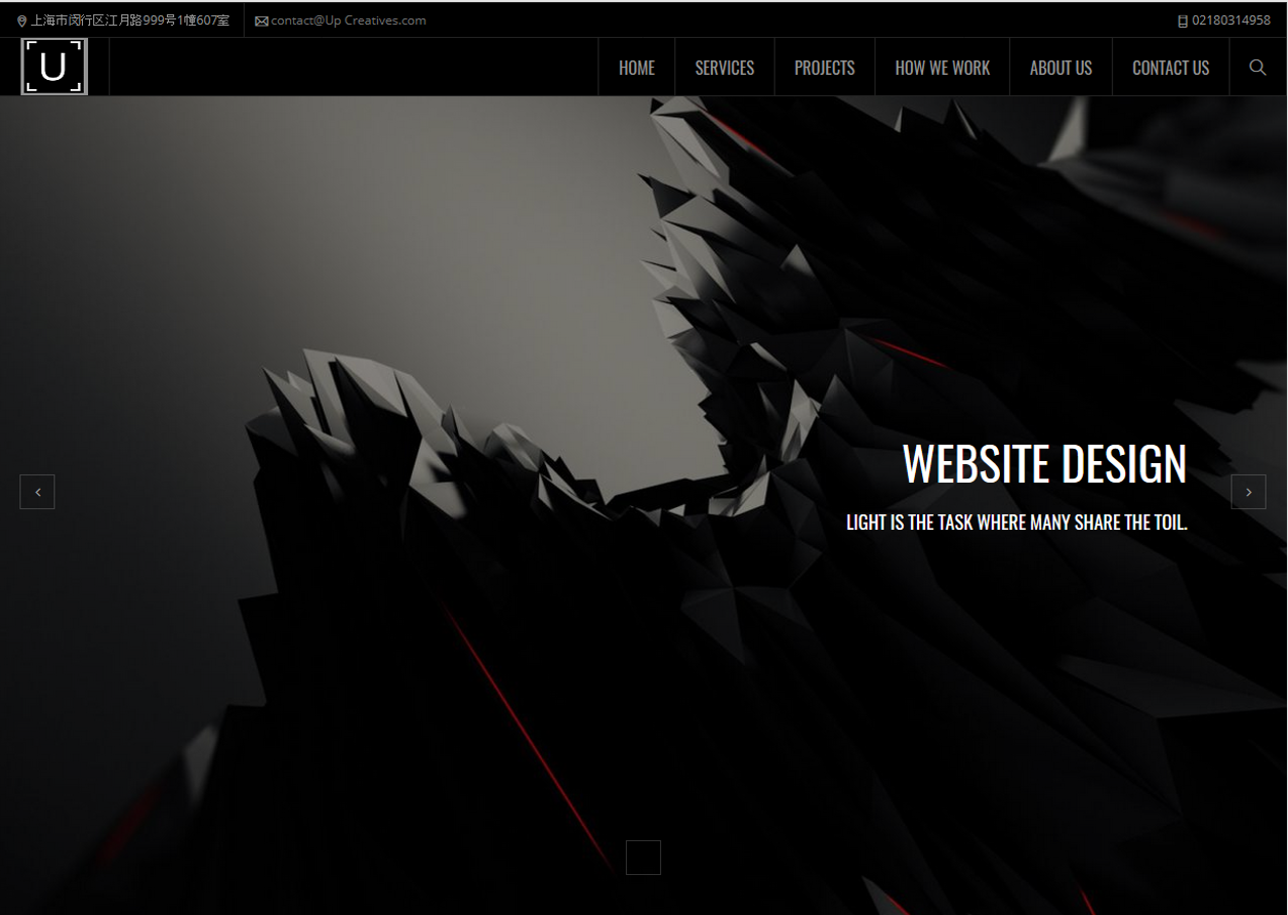 上海市闵行区江月路999号1幢607室
contact@Up Creatives.com
02180314958
U
HOME
SERVICES
PROJECTS
HOW WE WORK
ABOUT US
CONTACT US
WEBSITE DESIGN
LIGHT IS THE TASK WHERE MANY SHARE THE TOIL.